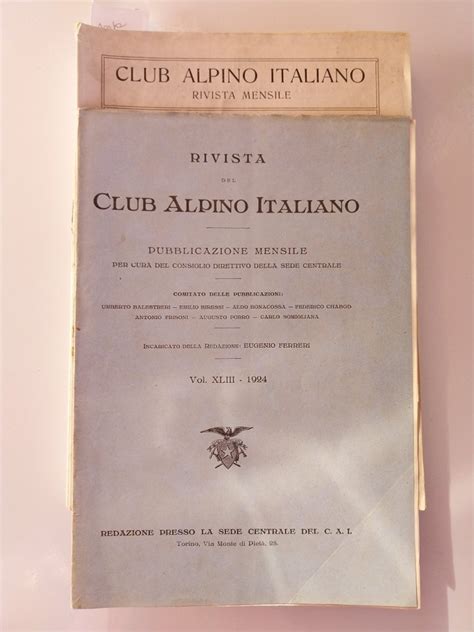 CLUB ALPINO ITALIANO
RIVISTA MENSILE
RIVISTA
DEL
CLUB ALPINO ITALIANO
PUBBLICAZIONE MENSILE
PER CURA DEL CONSIGLIO DIRETTIVO DELLA SEDE CENTRALE
COMITATO DELLE PUBBLICAZIONI:
UMBERTO BALESTRERI — EMILIO BIRESSI — ALDO BONACOSSA — FEDERICO CHABOD
ANTONIO FRISONI — AUGUSTO PORRO — CARLO SOMIGLIANA
INCARICATO DELLA REDAZIONE: EUGENIO FERRERI
VOL. XLIII - 1924
REDAZIONE PRESSO LA SEDE CENTRALE DEL C. A. I.
Torino, Via Monte di Pietà, 28.